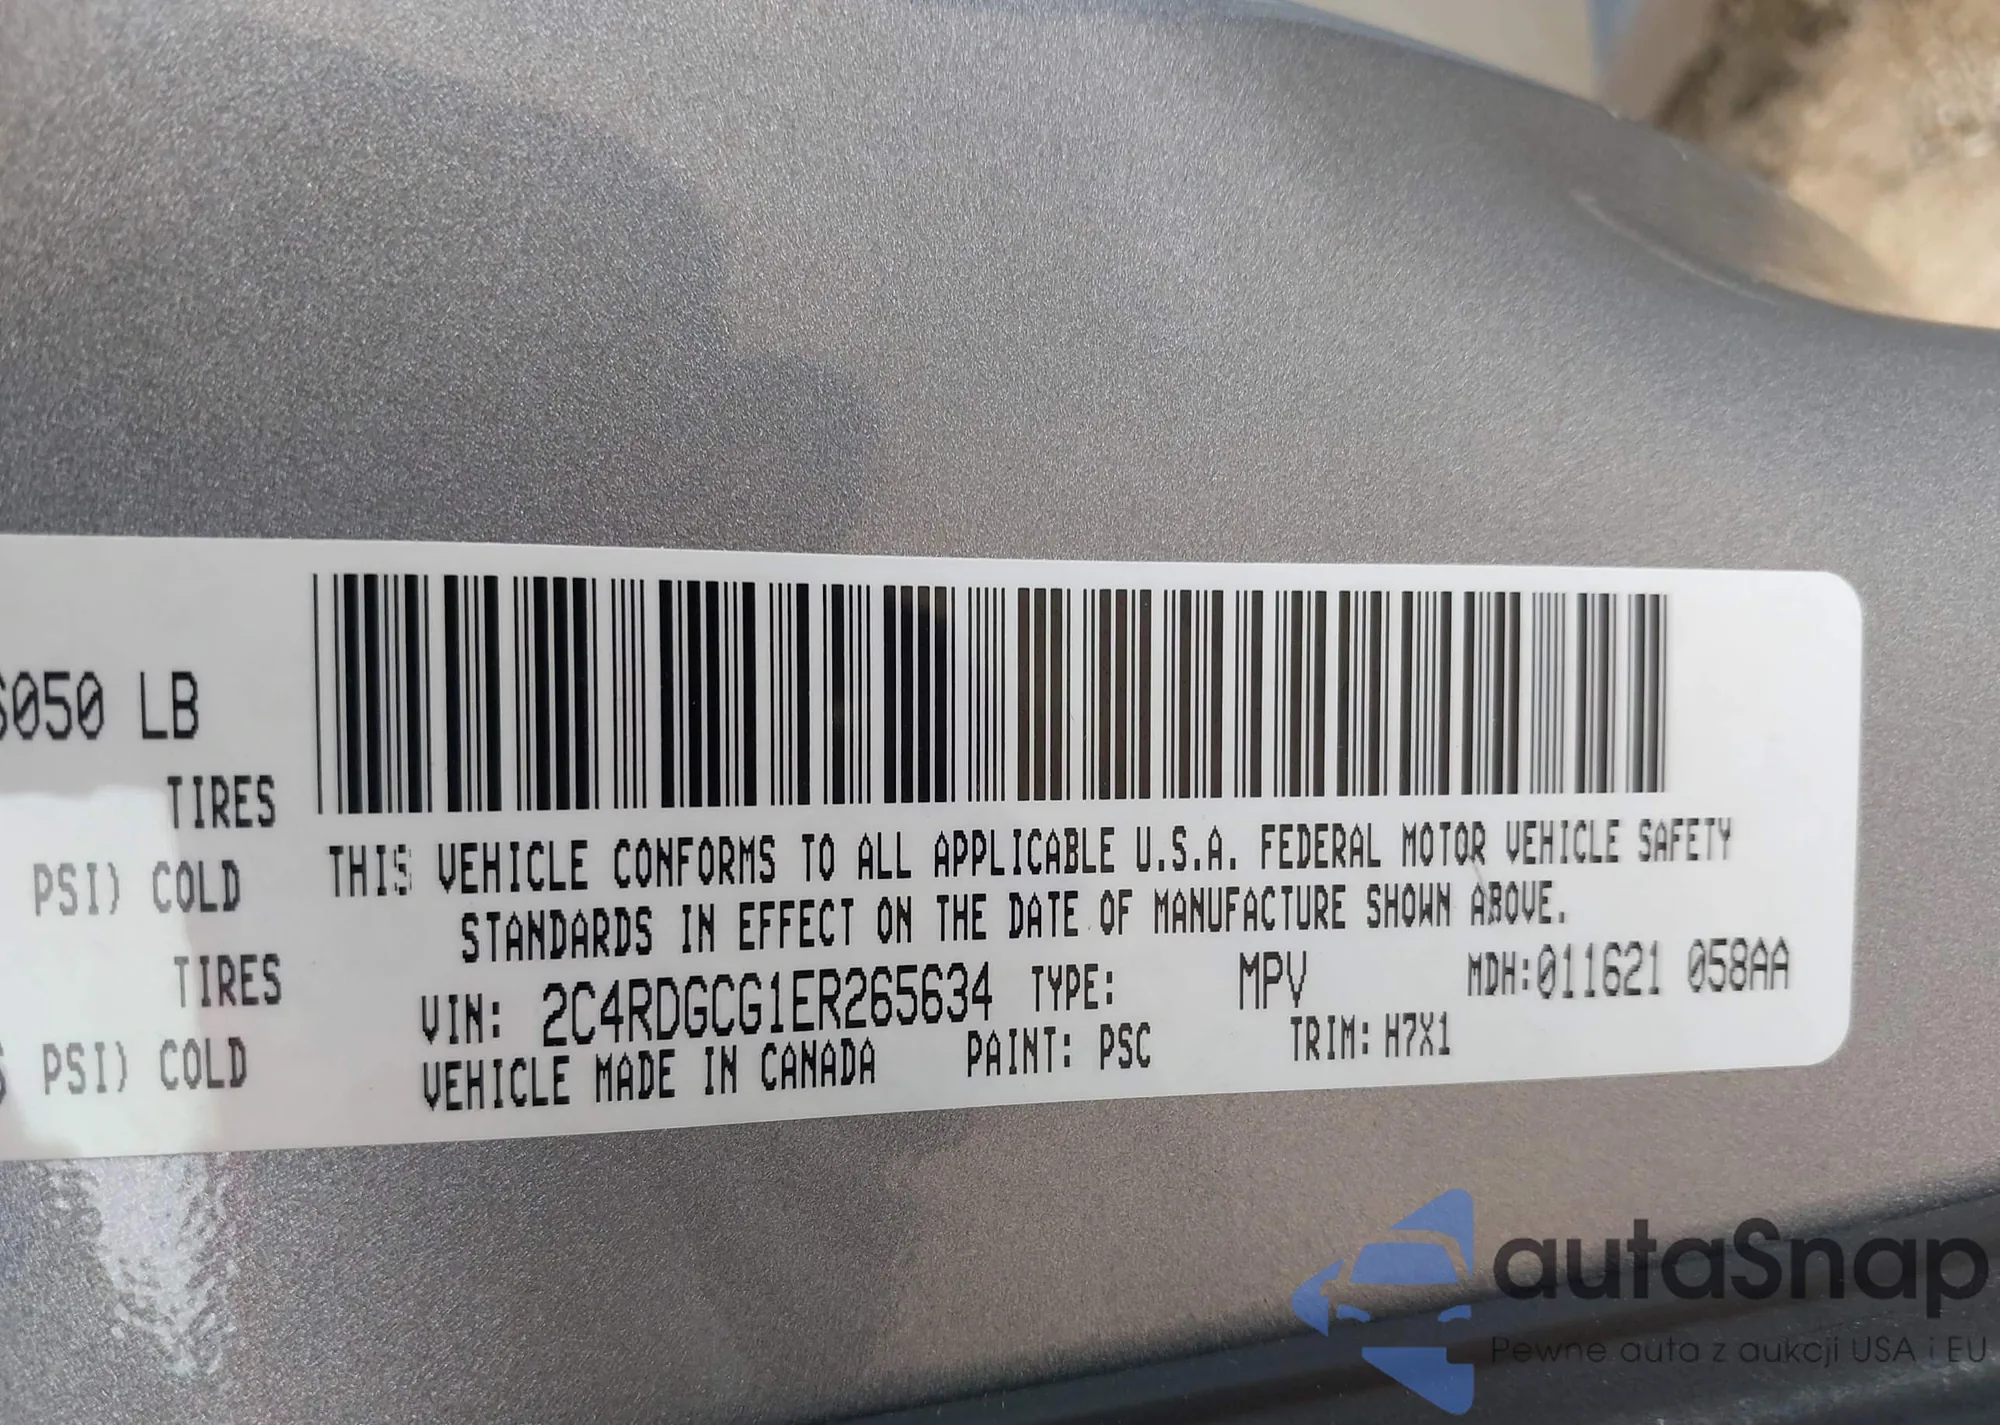 6050 LB
TIRES
PSI) COLD
TIRES
PSI) COLD
THIS VEHICLE CONFORMS TO ALL APPLICABLE U.S.A. FEDERAL MOTOR VEHICLE SAFETY
STANDARDS IN EFFECT ON THE DATE OF MANUFACTURE SHOWN ABOVE.
VIN: 2C4RDGCG1ER265634 TYPE: MPV MDH:011621 058AA
VEHICLE MADE IN CANADA PAINT: PSC TRIM: H7X1
autaSnap
Pewne auta z aukcji USA i EU